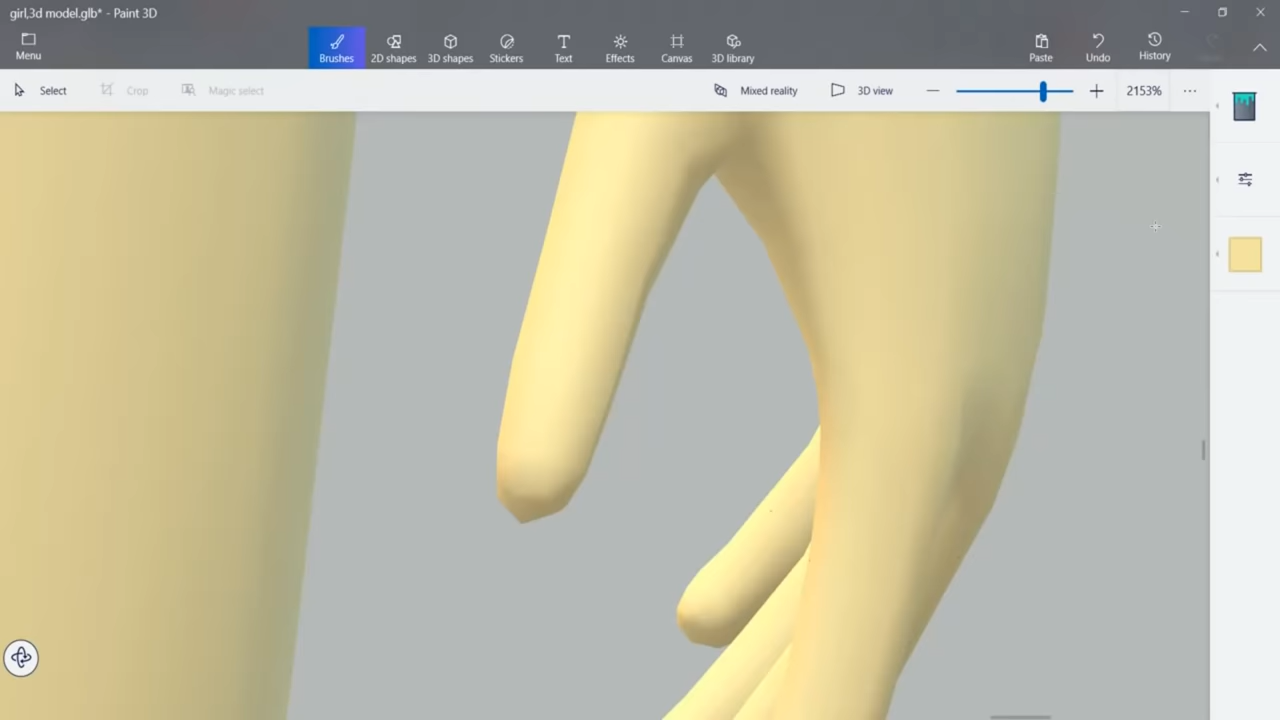 girl,3d model.glb* - Paint 3D
Menu
Brushes
2D shapes
3D shapes
Stickers
Text
Effects
Canvas
3D library
Paste
Undo
History
Select
Crop
Magic select
Mixed reality
3D view
2153%